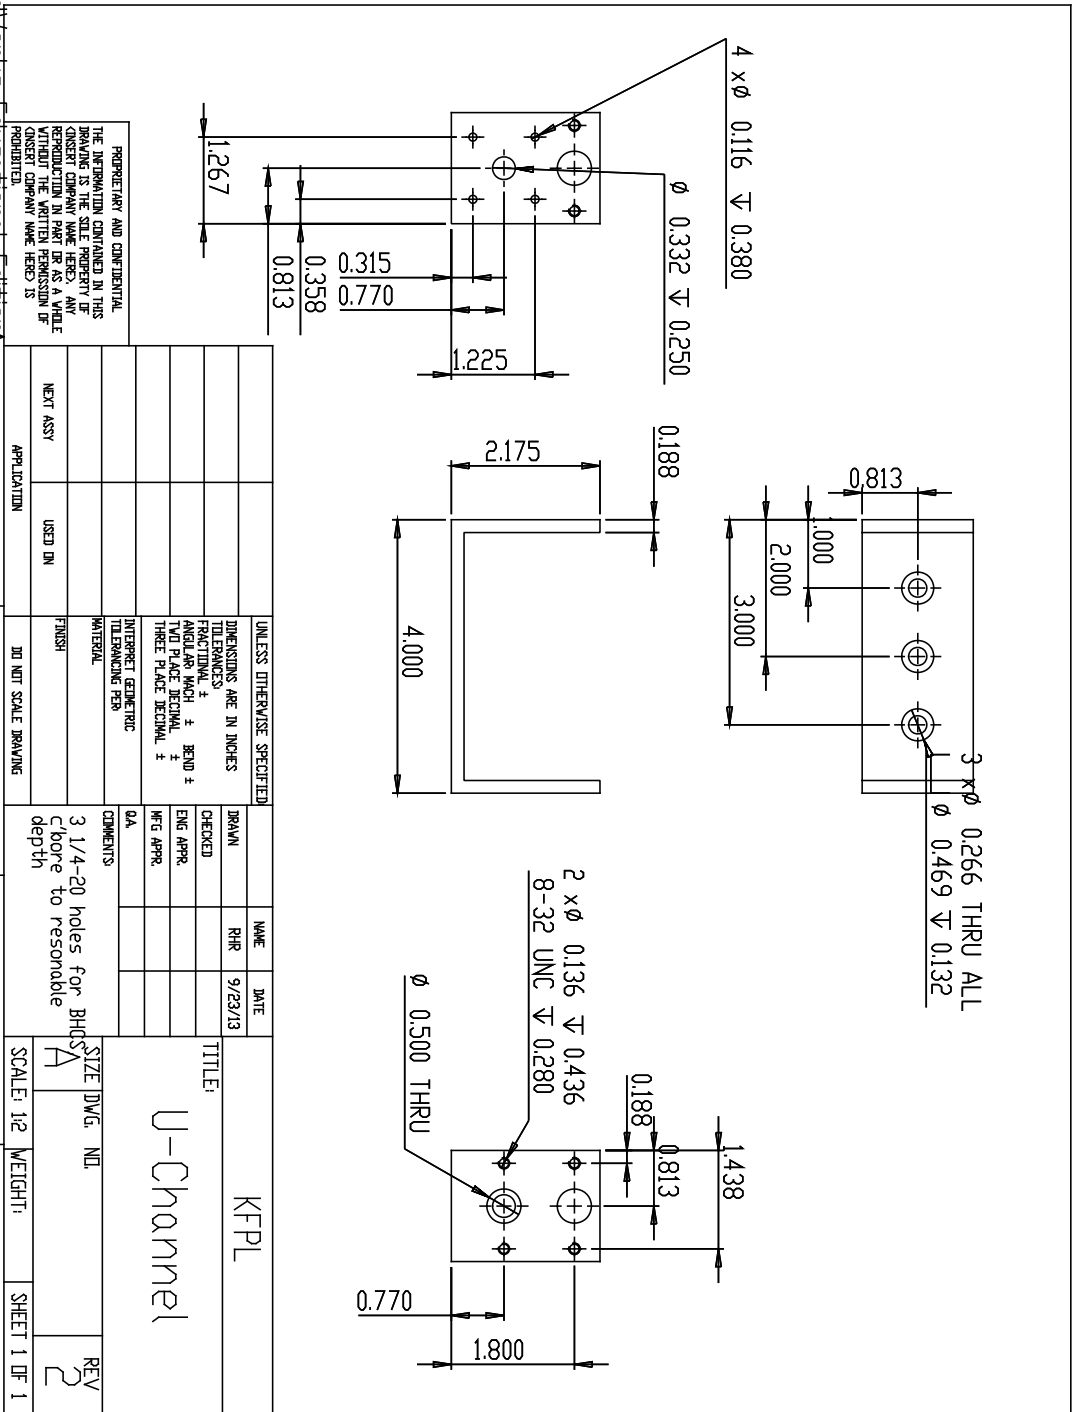 4 xø 0.116 ↧ 0.380
ø 0.332 ↧ 0.250
1.267
0.813
0.358
0.315
0.770
1.225
2.175
0.188
4.000
0.813
1.000
2.000
3.000
3 xø 0.266 THRU ALL
ø 0.469 ↧ 0.132
2 xø 0.136 ↧ 0.436
8-32 UNC ↧ 0.280
ø 0.500 THRU
0.188
0.813
1.438
0.770
1.800
PROPRIETARY AND CONFIDENTIAL
THE INFORMATION CONTAINED IN THIS
DRAWING IS THE SOLE PROPERTY OF
<INSERT COMPANY NAME HERE>. ANY
REPRODUCTION IN PART OR AS A WHOLE
WITHOUT THE WRITTEN PERMISSION OF
<INSERT COMPANY NAME HERE> IS
PROHIBITED.
NEXT ASSY
USED ON
APPLICATION
UNLESS OTHERWISE SPECIFIED:
DIMENSIONS ARE IN INCHES
TOLERANCES:
FRACTIONAL ±
ANGULAR: MACH ± BEND ±
TWO PLACE DECIMAL ±
THREE PLACE DECIMAL ±
INTERPRET GEOMETRIC
TOLERANCING PER:
MATERIAL
FINISH
DO NOT SCALE DRAWING
NAME DATE
DRAWN RHR 9/23/13
CHECKED
ENG APPR.
MFG APPR.
Q.A.
COMMENTS:
3 1/4-20 holes for BHCS
c'bore to resonable
depth
KFPL
TITLE:
U-Channel
SIZE DWG. NO. REV
A 2
SCALE: 1:2 WEIGHT: SHEET 1 OF 1